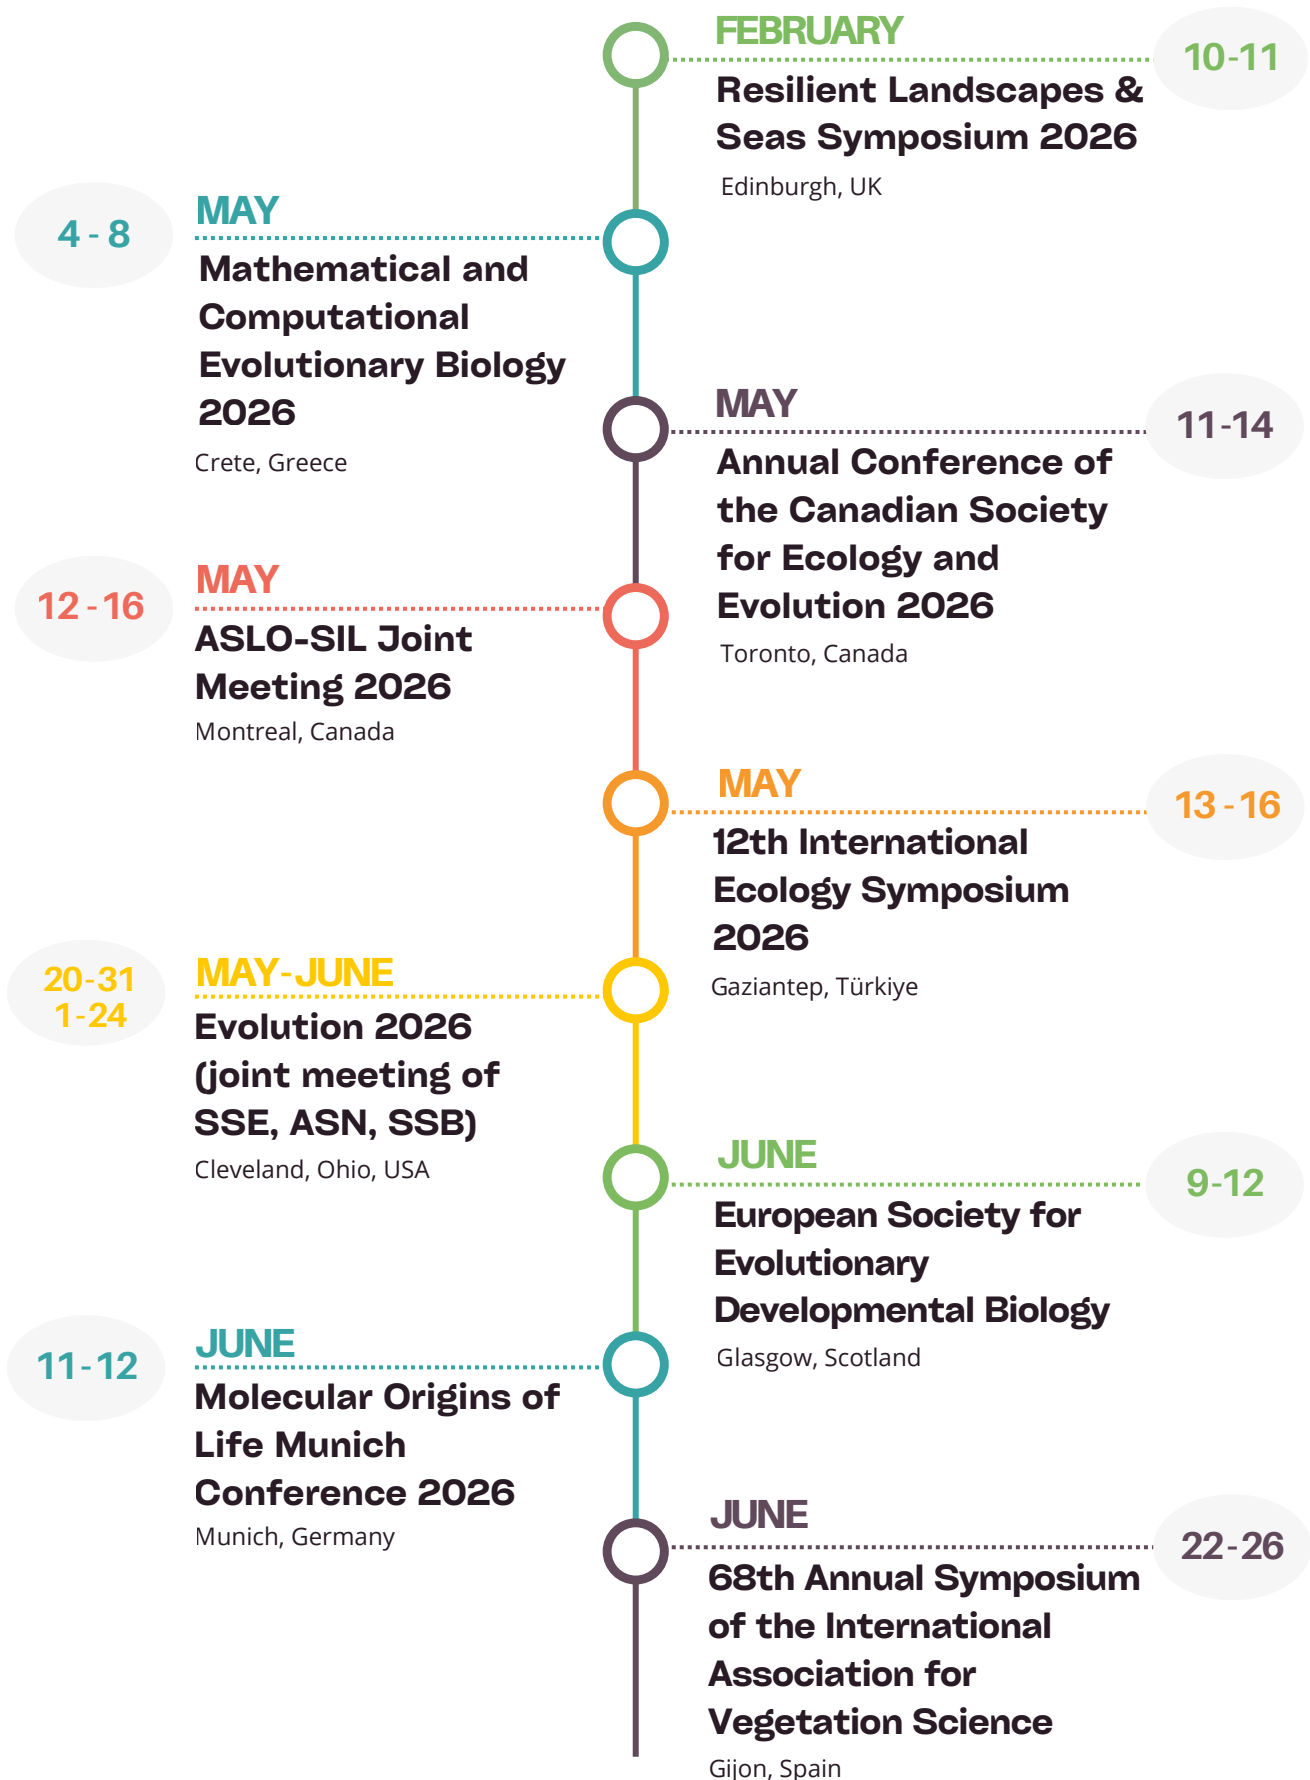 FEBRUARY
10-11
Resilient Landscapes &
Seas Symposium 2026
Edinburgh, UK
MAY
4 - 8
Mathematical and
Computational
Evolutionary Biology
2026
Crete, Greece
MAY
11-14
Annual Conference of
the Canadian Society
for Ecology and
Evolution 2026
Toronto, Canada
MAY
12 - 16
ASLO-SIL Joint
Meeting 2026
Montreal, Canada
MAY
13 - 16
12th International
Ecology Symposium
2026
Gaziantep, Türkiye
MAY-JUNE
20-31
1-24
Evolution 2026
(joint meeting of
SSE, ASN, SSB)
Cleveland, Ohio, USA
JUNE
9-12
European Society for
Evolutionary
Developmental Biology
Glasgow, Scotland
JUNE
11-12
Molecular Origins of
Life Munich
Conference 2026
Munich, Germany
JUNE
22-26
68th Annual Symposium
of the International
Association for
Vegetation Science
Gijon, Spain